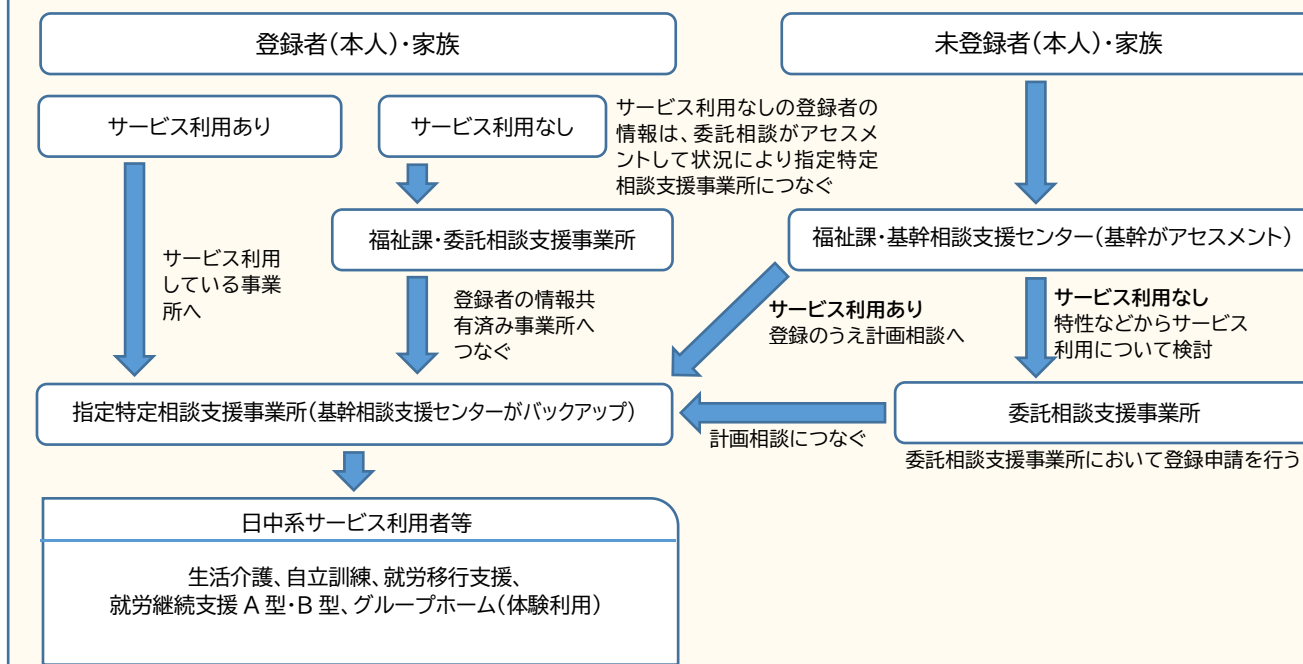 登録者(本人)・家族
未登録者(本人)・家族
サービス利用あり
サービス利用なし
サービス利用なしの登録者の
情報は、委託相談がアセスメ
ントして状況により指定特定
相談支援事業所につなぐ
福祉課・委託相談支援事業所
福祉課・基幹相談支援センター(基幹がアセスメント)
サービス利用
している事業
所へ
登録者の情報共
有済み事業所へ
つなぐ
サービス利用あり
登録のうえ計画相談へ
サービス利用なし
特性などからサービス
利用について検討
指定特定相談支援事業所(基幹相談支援センターがバックアップ)
計画相談につなぐ
委託相談支援事業所
委託相談支援事業所において登録申請を行う
日中系サービス利用者等
生活介護、自立訓練、就労移行支援、
就労継続支援 A 型・B 型、グループホーム(体験利用)